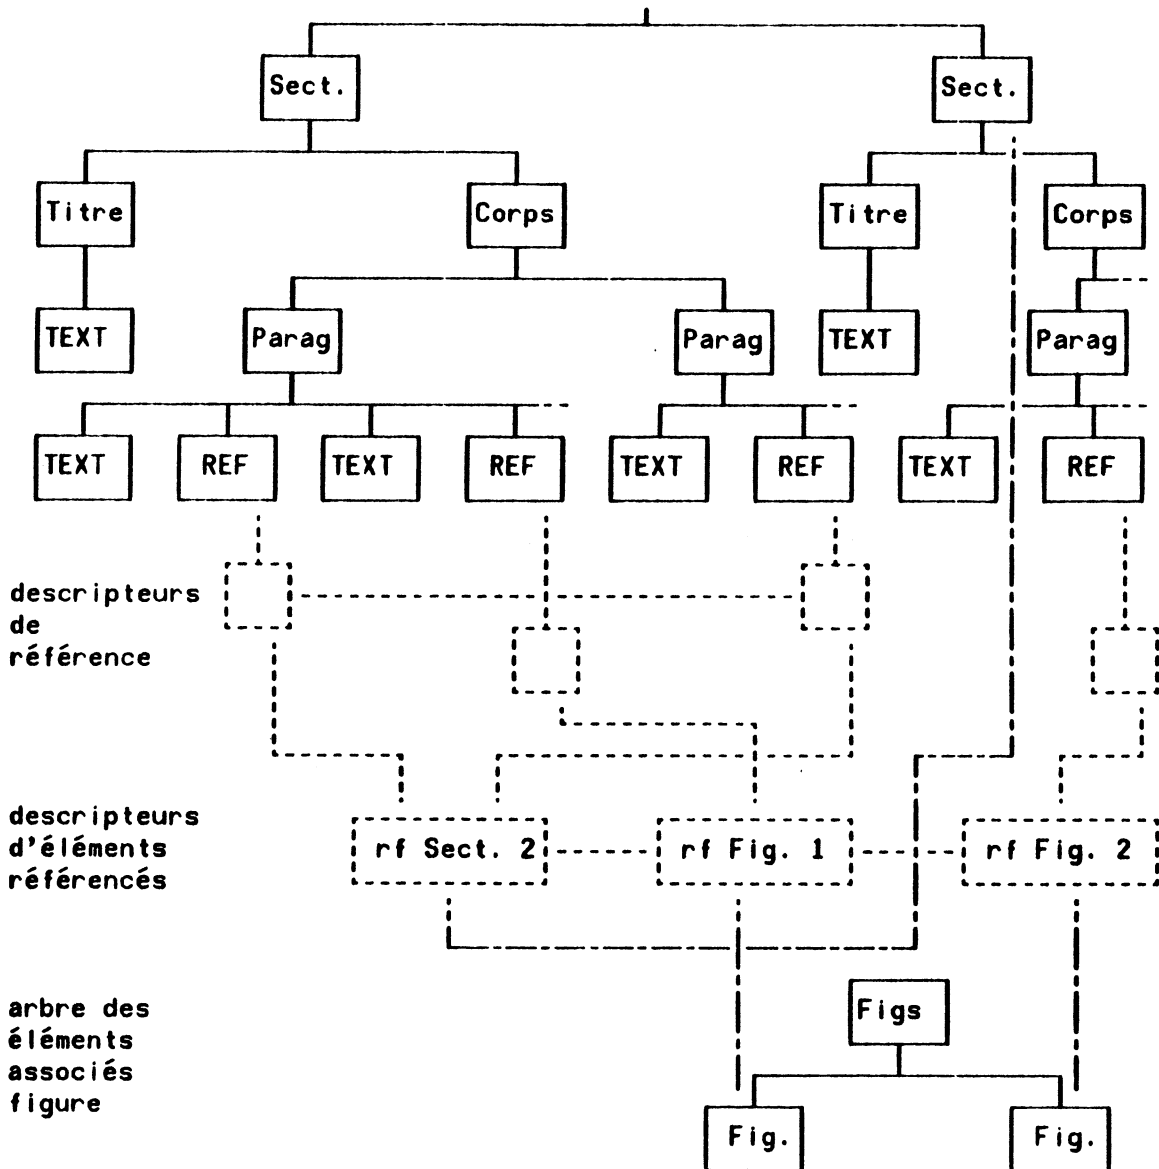 Sect. Sect.
Titre Corps Titre Corps
TEXT Parag Parag TEXT Parag
TEXT REF TEXT REF TEXT REF TEXT REF
descripteurs
de
référence
descripteurs
d'éléments
référencés
rf Sect. 2 rf Fig. 1 rf Fig. 2
arbre des
éléments
associés
figure
Figs
Fig. Fig.